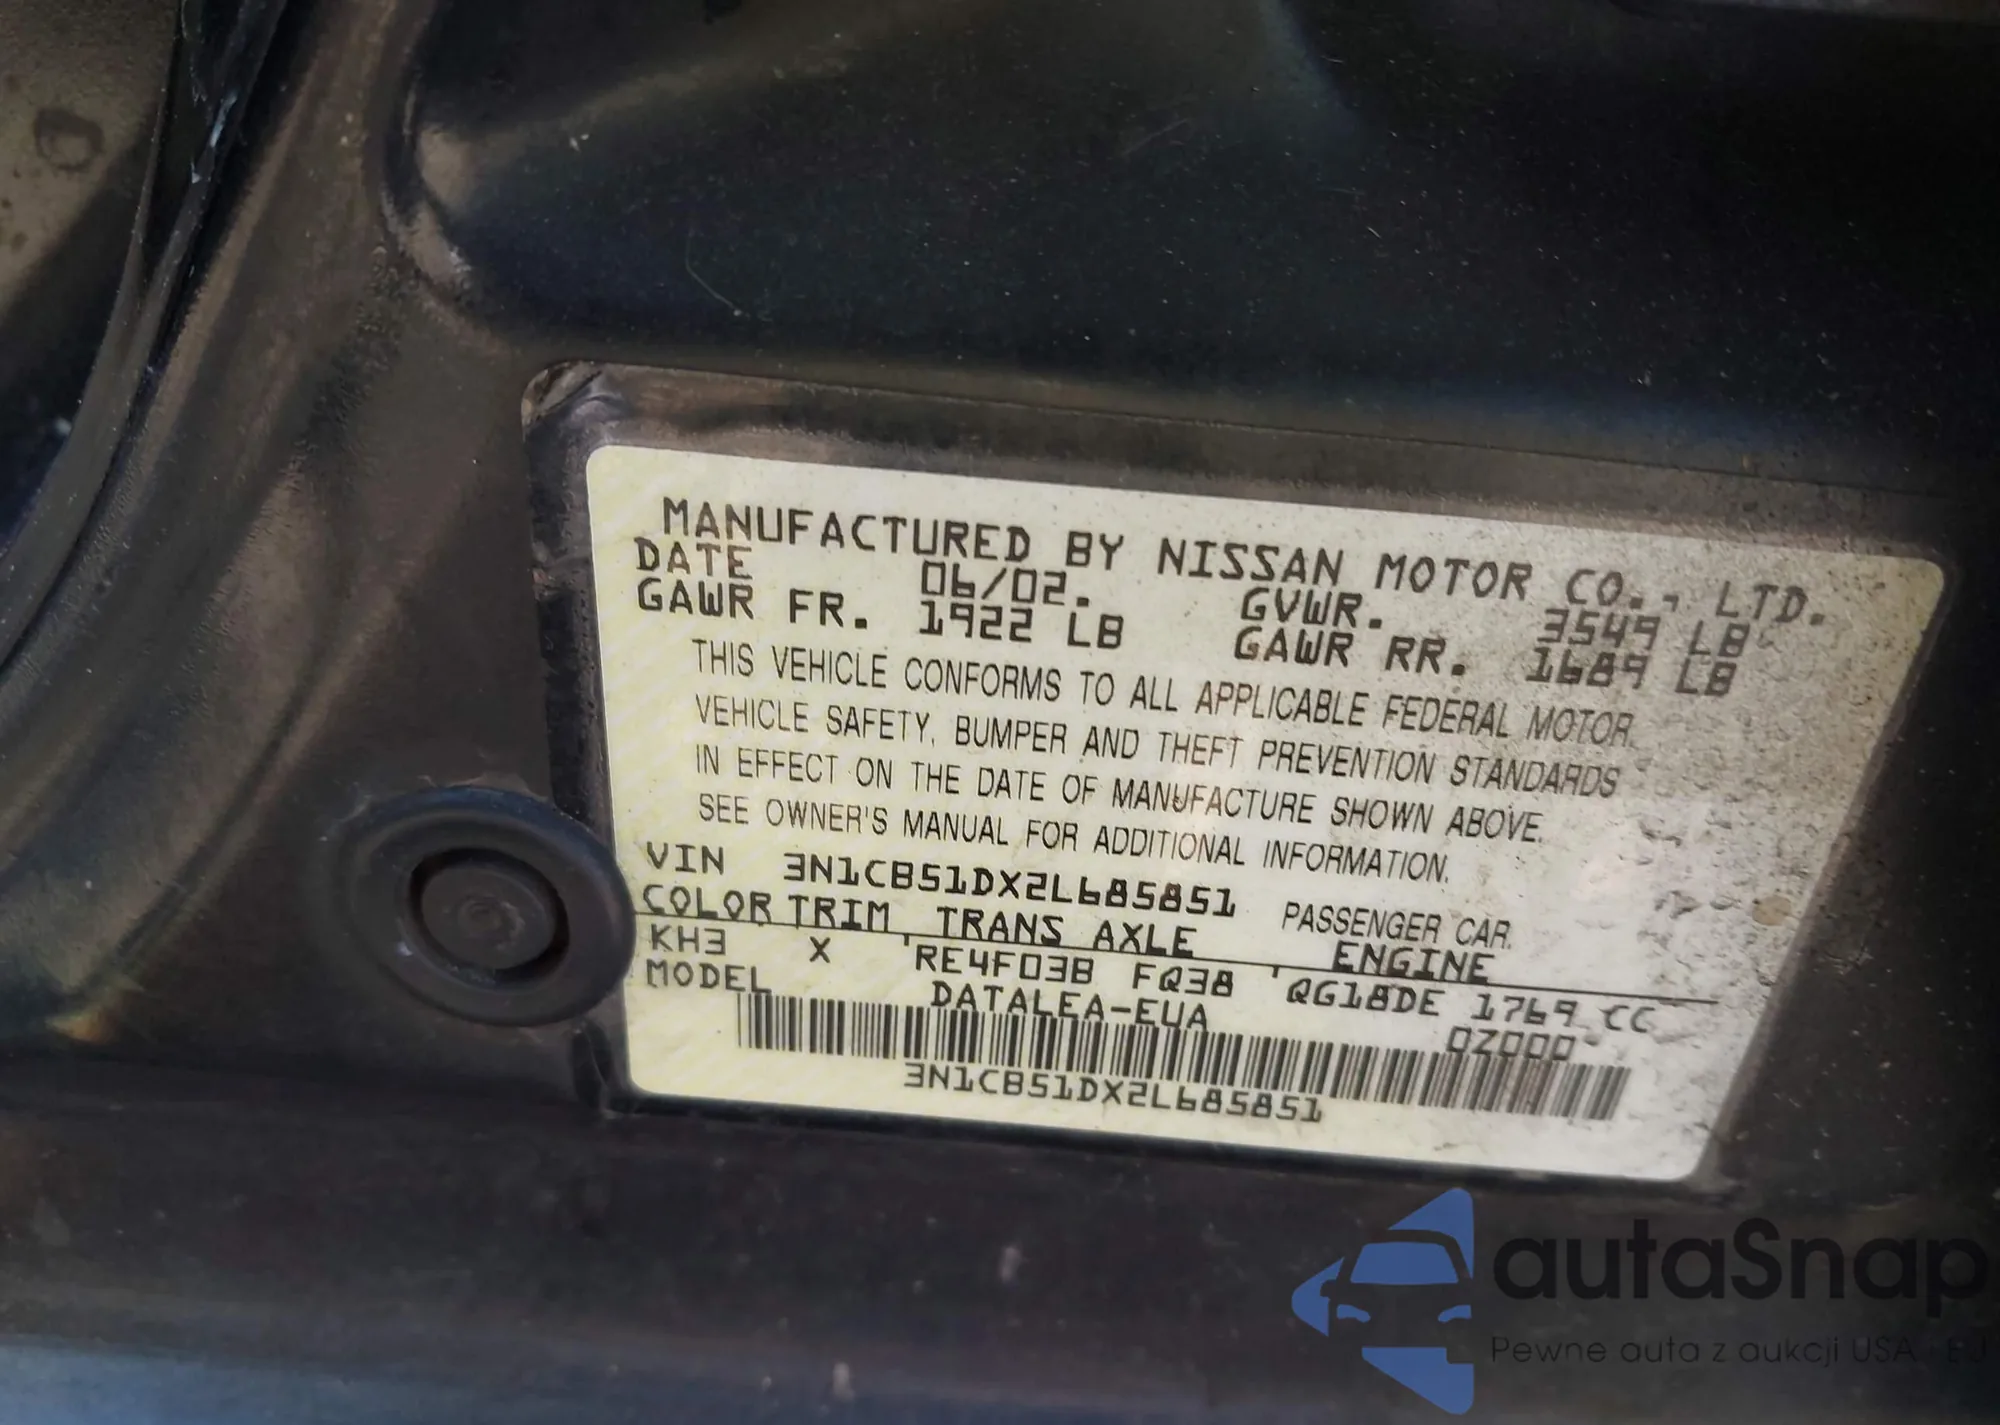 MANUFACTURED BY NISSAN MOTOR CO., LTD.
DATE 06/02. GVWR. 3549 LB
GAWR FR. 1922 LB GAWR RR. 1689 LB
THIS VEHICLE CONFORMS TO ALL APPLICABLE FEDERAL MOTOR
VEHICLE SAFETY, BUMPER AND THEFT PREVENTION STANDARDS
IN EFFECT ON THE DATE OF MANUFACTURE SHOWN ABOVE.
SEE OWNER'S MANUAL FOR ADDITIONAL INFORMATION.
VIN 3N1CB51DX2L685851 PASSENGER CAR.
COLOR TRIM TRANS AXLE ENGINE
KH3 X RE4F03B FQ38 QG18DE 1769 CC
MODEL DATALEA-EUA 0Z000
3N1CB51DX2L685851
autaSnap
Pewne auta z aukcji USA i EU